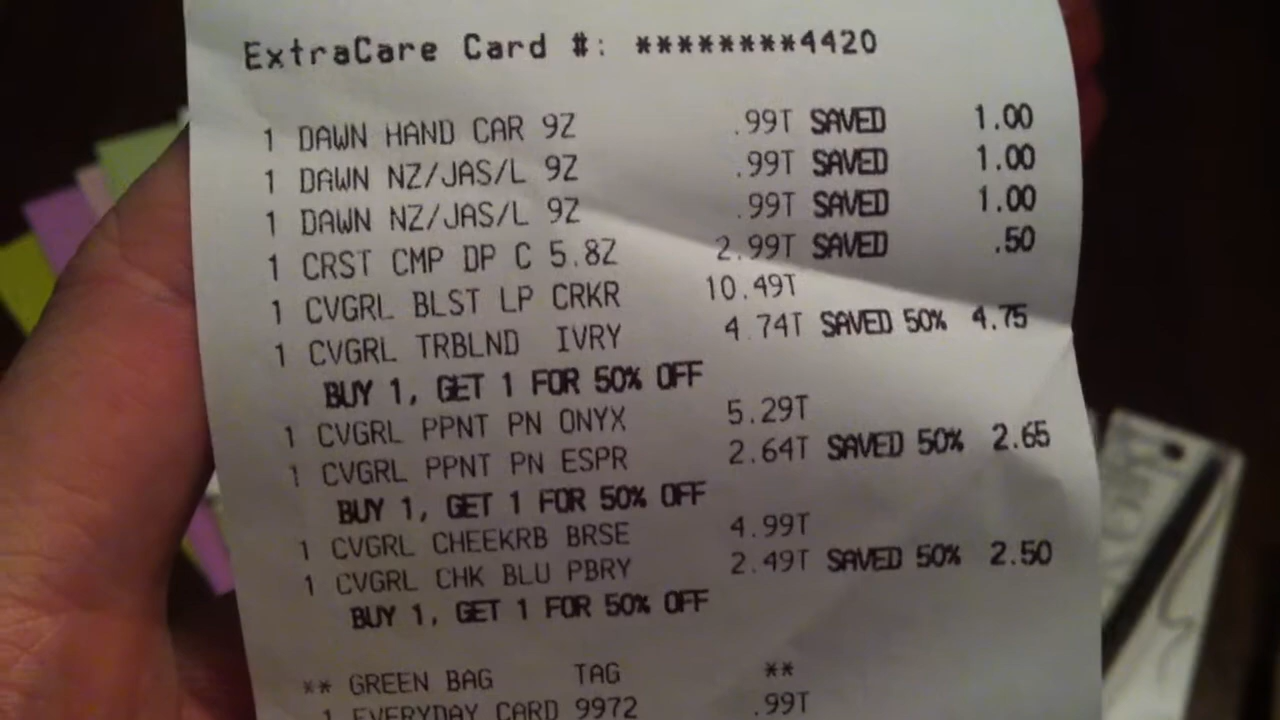 ExtraCare Card #: ********4420
1 DAWN HAND CAR 9Z .99T SAVED 1.00
1 DAWN NZ/JAS/L 9Z .99T SAVED 1.00
1 DAWN NZ/JAS/L 9Z .99T SAVED 1.00
1 CRST CMP DP C 5.8Z 2.99T SAVED .50
1 CVGRL BLST LP CRKR 10.49T
1 CVGRL TRBLND IVRY 4.74T SAVED 50% 4.75
BUY 1, GET 1 FOR 50% OFF
1 CVGRL PPNT PN ONYX 5.29T
1 CVGRL PPNT PN ESPR 2.64T SAVED 50% 2.65
BUY 1, GET 1 FOR 50% OFF
1 CVGRL CHEEKRB BRSE 4.99T
1 CVGRL CHK BLU PBRY 2.49T SAVED 50% 2.50
BUY 1, GET 1 FOR 50% OFF
** GREEN BAG TAG **
1 EVERYDAY CARD 9972 .99T